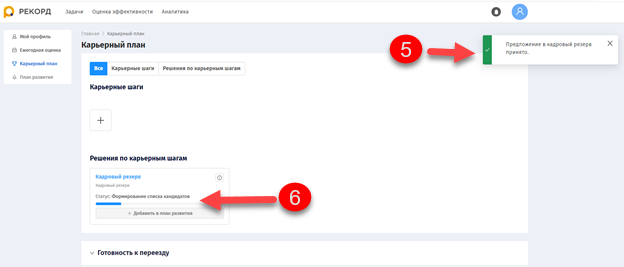 РЕКОРД
Задачи Оценка эффективности Аналитика
Мой профиль
Ежегодная оценка
Карьерный план
План развития
Главная / Карьерный план
Карьерный план
Все Карьерные шаги Решения по карьерным шагам
Карьерные шаги
+
Решения по карьерным шагам
Кадровый резерв
Кадровый резерв
Статус: Формирование списка кандидатов
+ Добавить в план развития
Готовность к переезду
5
Предложение в кадровый резерв
принято.
6